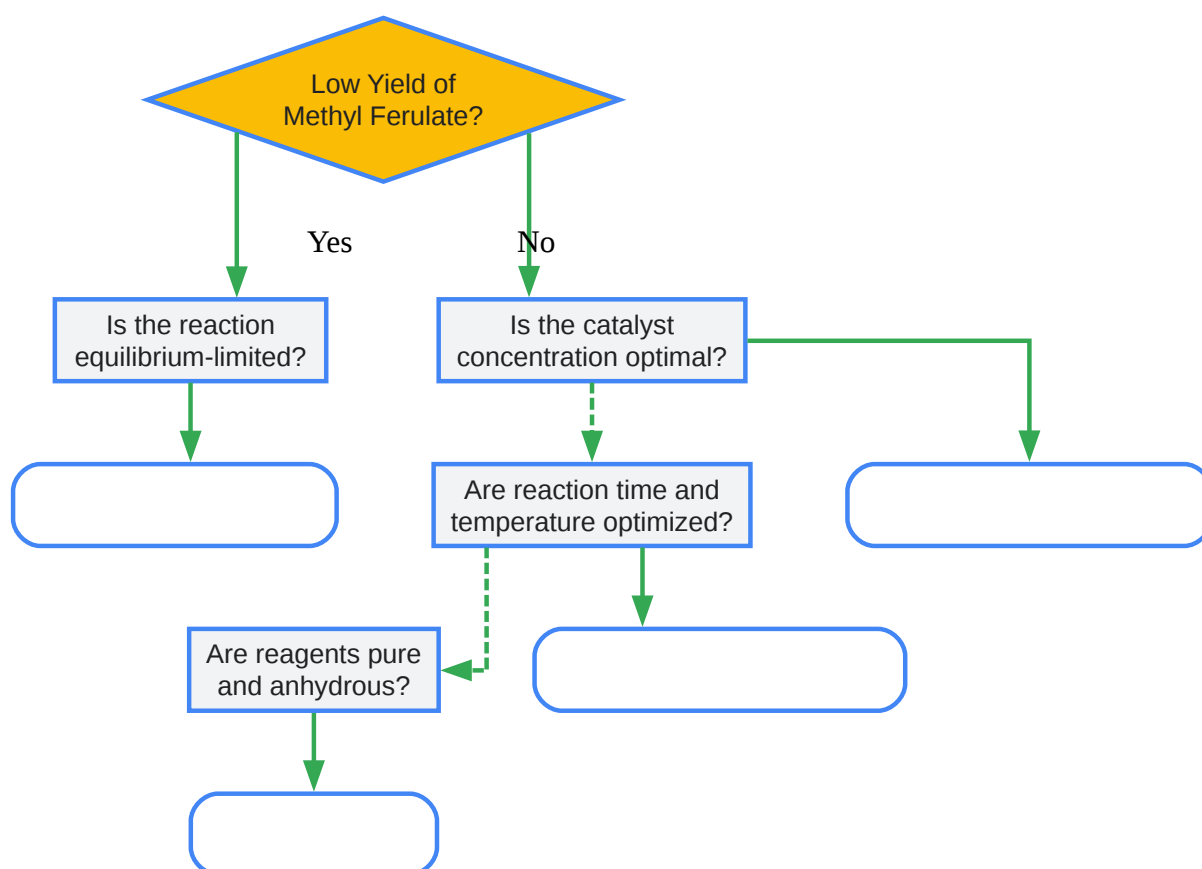 Low Yield of
Methyl Ferulate?
Yes
No
Is the reaction
equilibrium-limited?
Is the catalyst
concentration optimal?
Are reaction time and
temperature optimized?
Are reagents pure
and anhydrous?